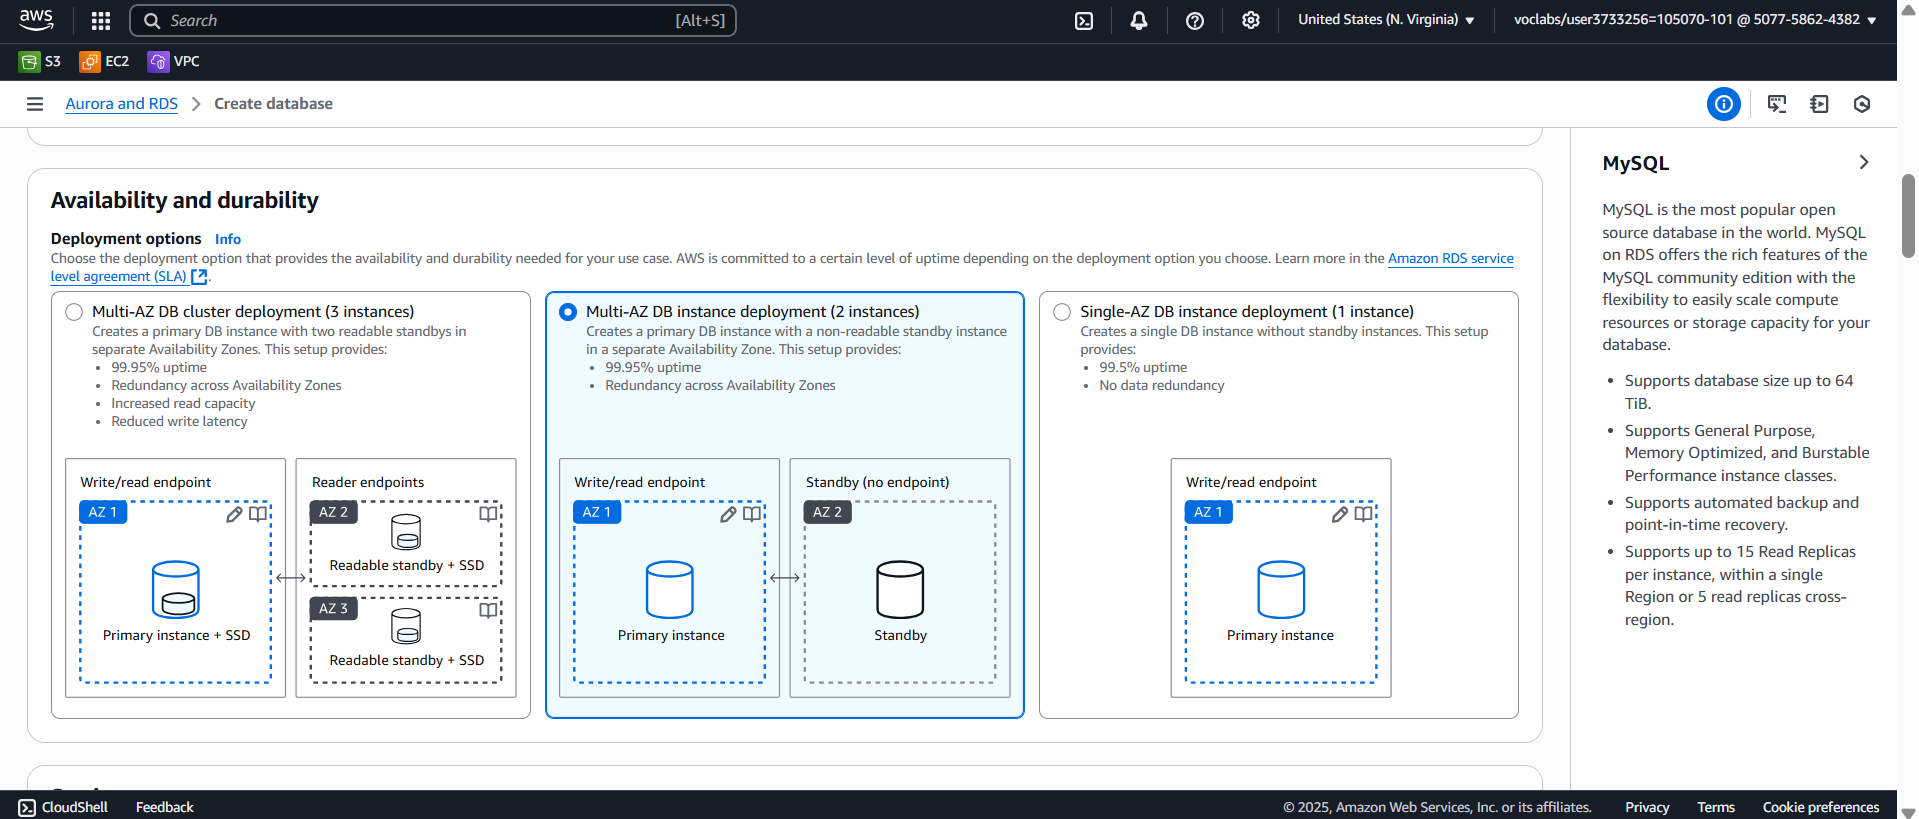 aws
Search
[Alt+S]
United States (N. Virginia)
voclabs/user3733256=105070-101 @ 5077-5862-4382
S3
EC2
VPC
Aurora and RDS
Create database
Availability and durability
Deployment options Info
Choose the deployment option that provides the availability and durability needed for your use case. AWS is committed to a certain level of uptime depending on the deployment option you choose. Learn more in the Amazon RDS service
level agreement (SLA).
Multi-AZ DB cluster deployment (3 instances)
Creates a primary DB instance with two readable standbys in
separate Availability Zones. This setup provides:
• 99.95% uptime
• Redundancy across Availability Zones
• Increased read capacity
• Reduced write latency
Write/read endpoint
AZ 1
Primary instance + SSD
Reader endpoints
AZ 2
Readable standby + SSD
AZ 3
Readable standby + SSD
Multi-AZ DB instance deployment (2 instances)
Creates a primary DB instance with a non-readable standby instance
in a separate Availability Zone. This setup provides:
• 99.95% uptime
• Redundancy across Availability Zones
Write/read endpoint
AZ 1
Primary instance
Standby (no endpoint)
AZ 2
Standby
Single-AZ DB instance deployment (1 instance)
Creates a single DB instance without standby instances. This setup
provides:
• 99.5% uptime
• No data redundancy
Write/read endpoint
AZ 1
Primary instance
MySQL
MySQL is the most popular open
source database in the world. MySQL
on RDS offers the rich features of the
MySQL community edition with the
flexibility to easily scale compute
resources or storage capacity for your
database.
• Supports database size up to 64
TiB.
• Supports General Purpose,
Memory Optimized, and Burstable
Performance instance classes.
• Supports automated backup and
point-in-time recovery.
• Supports up to 15 Read Replicas
per instance, within a single
Region or 5 read replicas cross-
region.
CloudShell
Feedback
© 2025, Amazon Web Services, Inc. or its affiliates.
Privacy
Terms
Cookie preferences